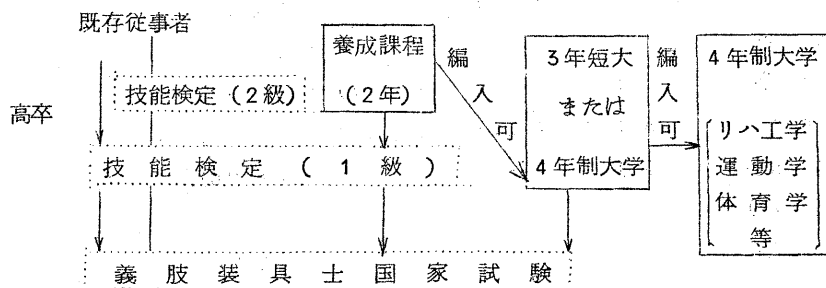 既存従事者
高卒
技能検定(2級)
養成課程
(2年)
編入可
3年短大
または
4年制大学
編入可
4年制大学
リハ工学
運動学
体育学
等
技能検定(1級)
義肢装具士国家試験